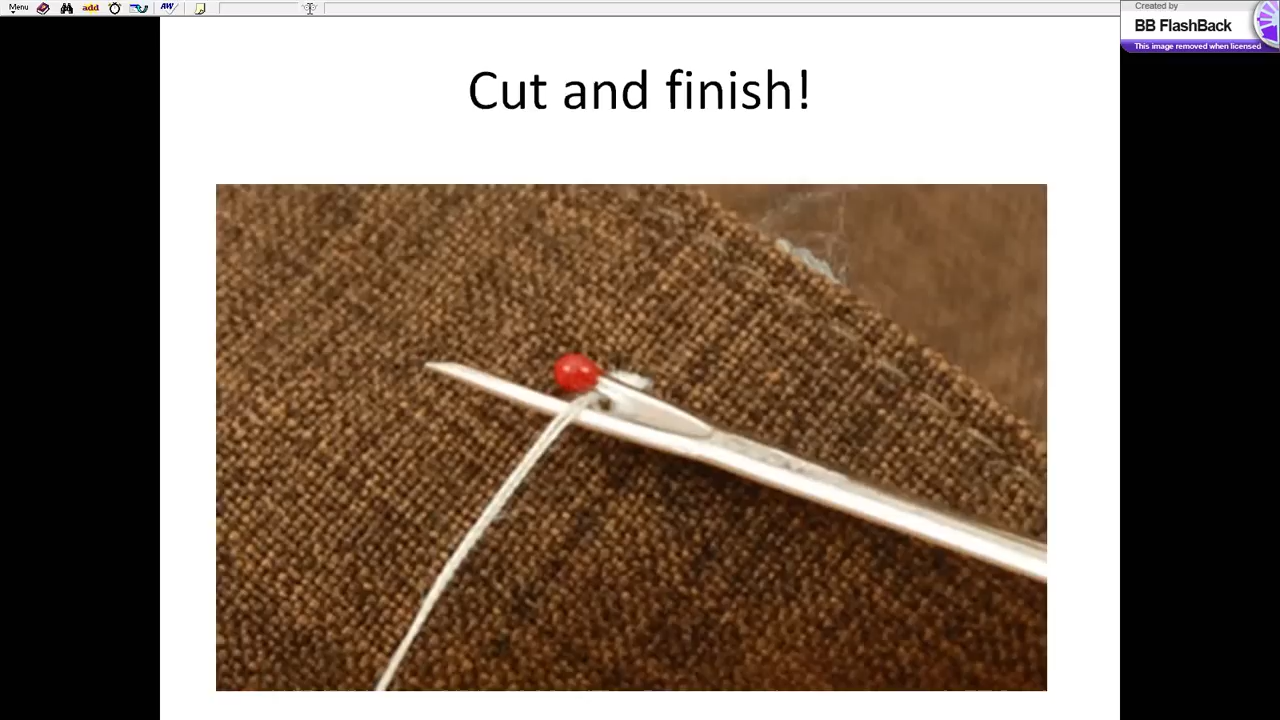 Menu add AW
Created by
BB FlashBack
This image removed when licensed
Cut and finish!